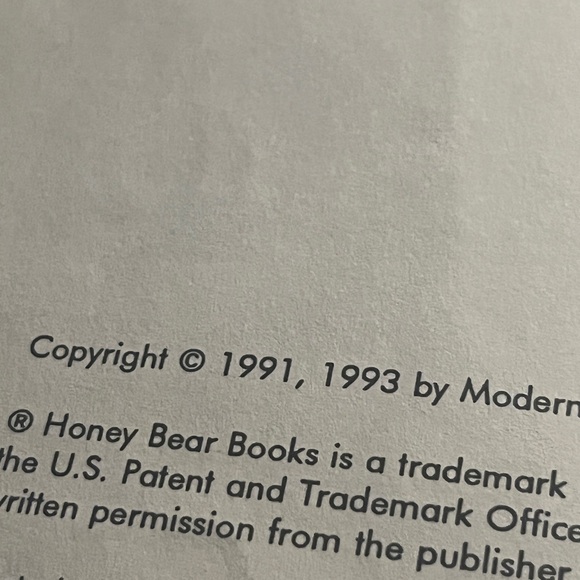 Copyright © 1991, 1993 by Modern
® Honey Bear Books is a trademark
the U.S. Patent and Trademark Office
written permission from the publisher